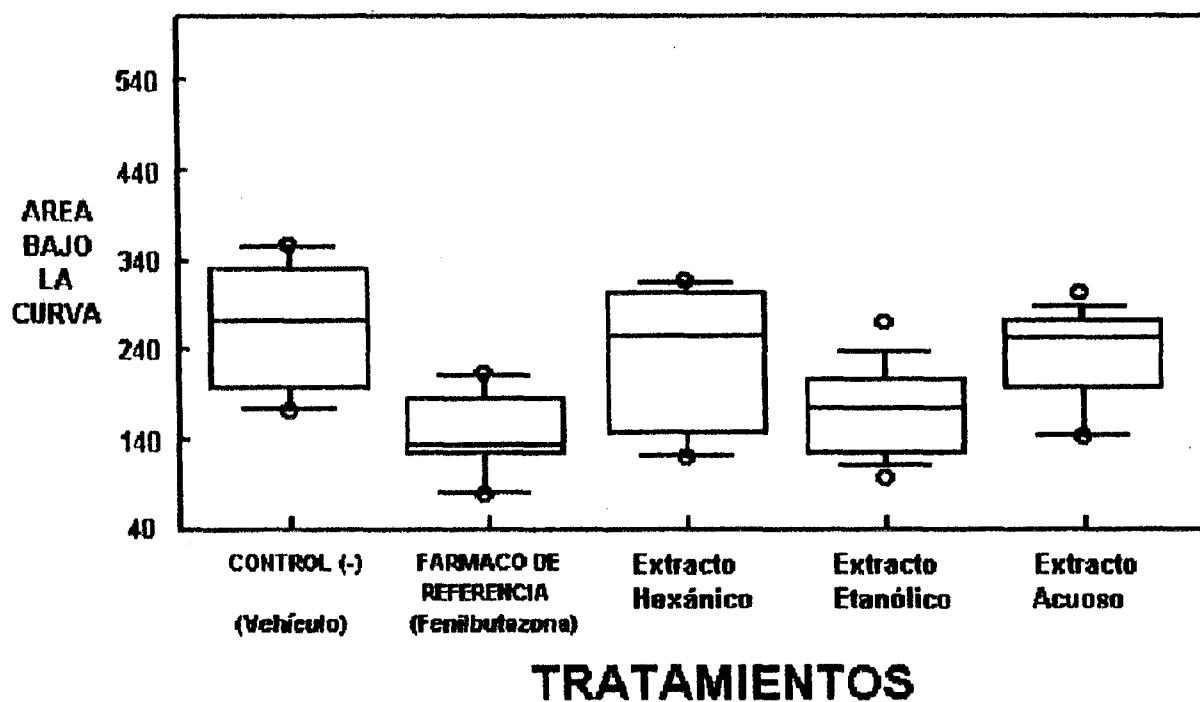 540
440
AREA
BAJO
LA
CURVA
340
240
140
40
CONTROL (-)
(Vehículo)
FARMACO DE
REFERENCIA
(Fenilbutazona)
Extracto
Hexánico
Extracto
Etanólico
Extracto
Acuoso
TRATAMIENTOS